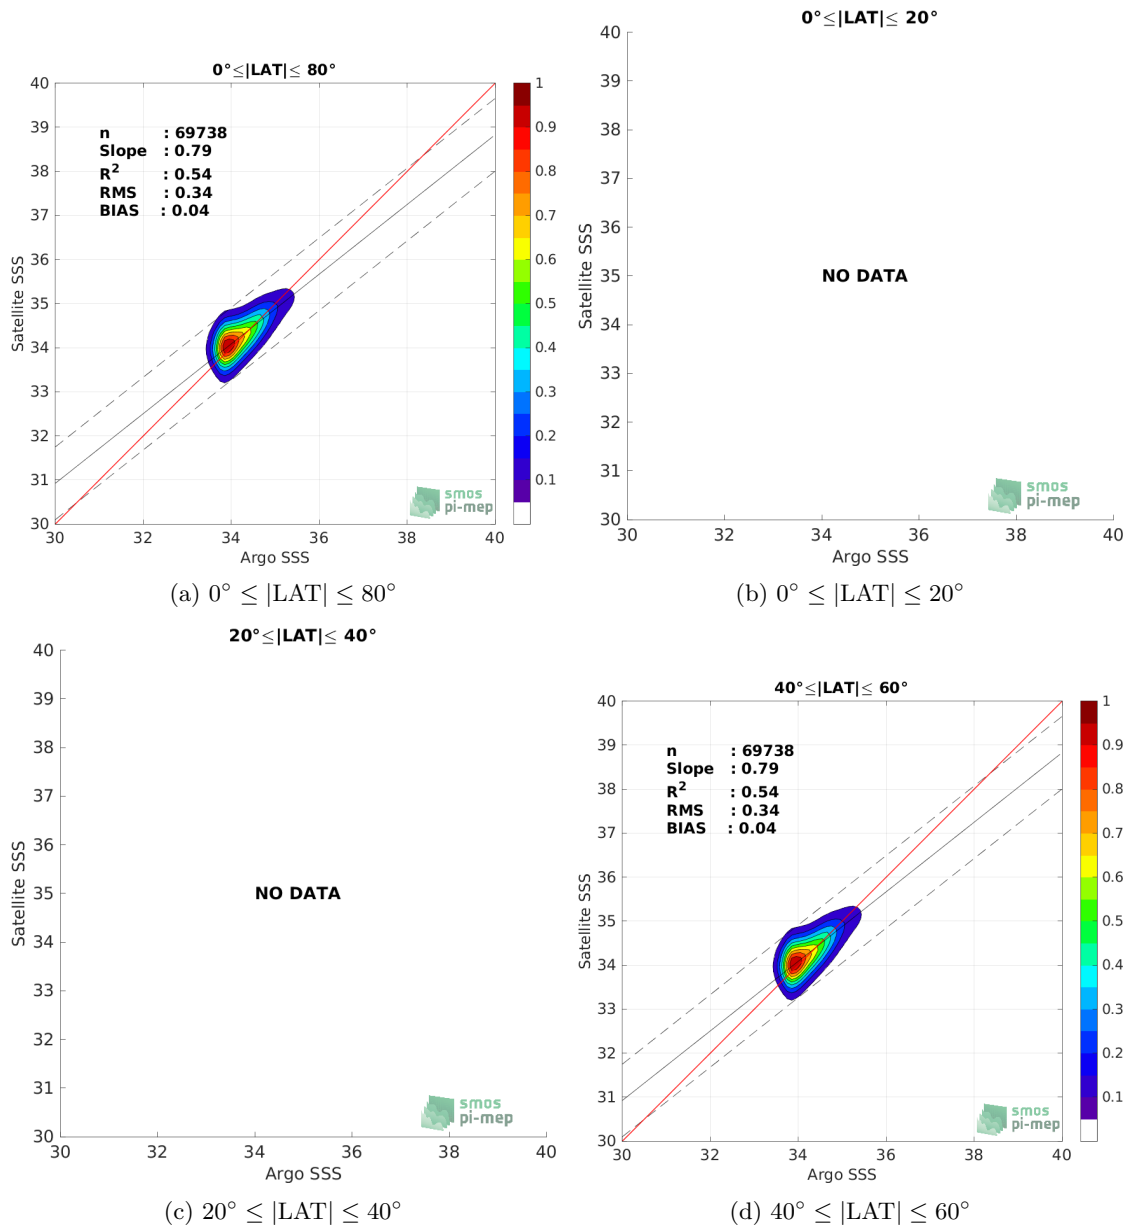 0°≤|LAT|≤ 80°
40
39
38
37
36
35
34
33
32
31
30
Satellite SSS
n : 69738
Slope : 0.79
R² : 0.54
RMS : 0.34
BIAS : 0.04
smos
pi-mep
30 32 34 36 38 40
Argo SSS
1
0.9
0.8
0.7
0.6
0.5
0.4
0.3
0.2
0.1
(a) 0° ≤ |LAT| ≤ 80°
0°≤|LAT|≤ 20°
40
39
38
37
36
35
34
33
32
31
30
Satellite SSS
NO DATA
smos
pi-mep
30 32 34 36 38 40
Argo SSS
(b) 0° ≤ |LAT| ≤ 20°
20°≤|LAT|≤ 40°
40
39
38
37
36
35
34
33
32
31
30
Satellite SSS
NO DATA
smos
pi-mep
30 32 34 36 38 40
Argo SSS
(c) 20° ≤ |LAT| ≤ 40°
40°≤|LAT|≤ 60°
40
39
38
37
36
35
34
33
32
31
30
Satellite SSS
n : 69738
Slope : 0.79
R² : 0.54
RMS : 0.34
BIAS : 0.04
smos
pi-mep
30 32 34 36 38 40
Argo SSS
1
0.9
0.8
0.7
0.6
0.5
0.4
0.3
0.2
0.1
(d) 40° ≤ |LAT| ≤ 60°